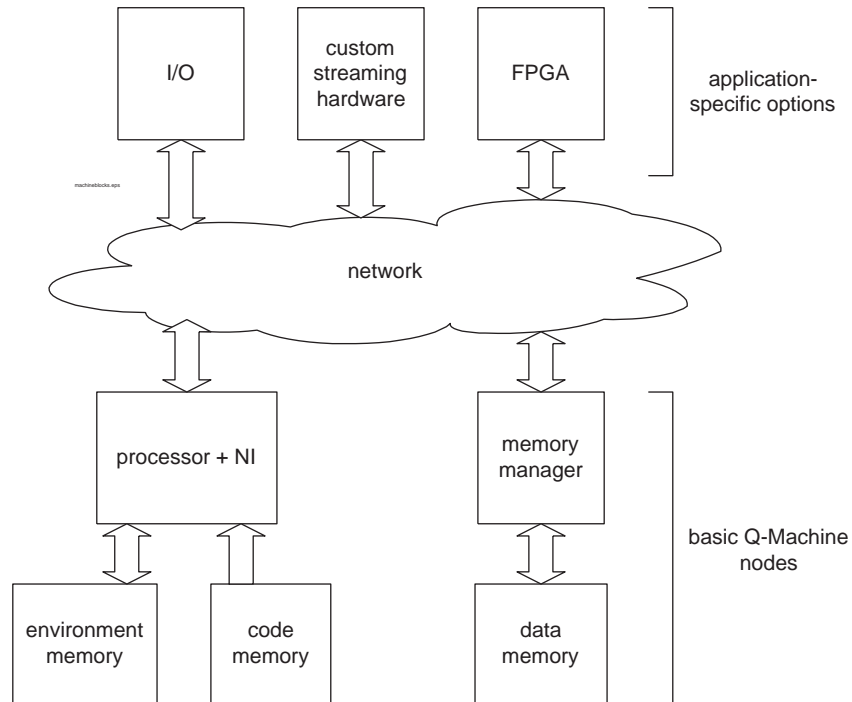 I/O
custom
streaming
hardware
FPGA
application-
specific options
machineblocks.eps
network
processor + NI
memory
manager
basic Q-Machine
nodes
environment
memory
code
memory
data
memory